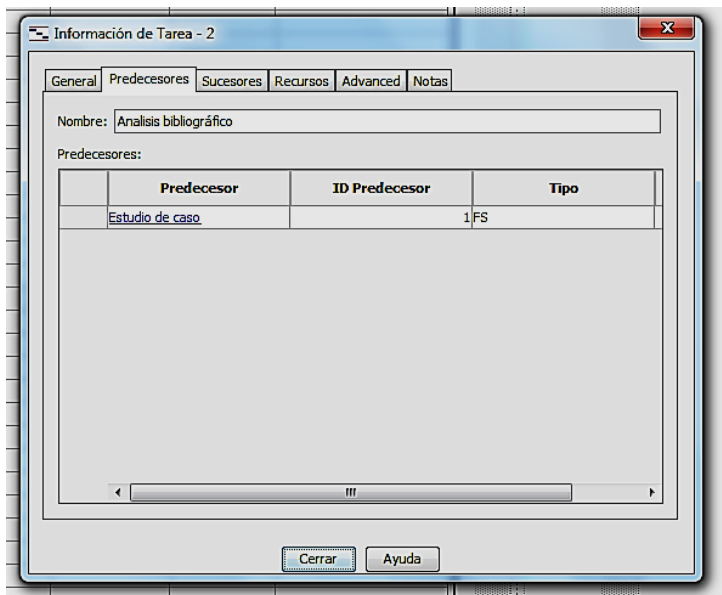 Información de Tarea - 2
x
General Predecesores Sucesores Recursos Advanced Notas
Nombre: Analisis bibliográfico
Predecesores:
Predecesor ID Predecesor Tipo
Estudio de caso 1 FS
Cerrar Ayuda